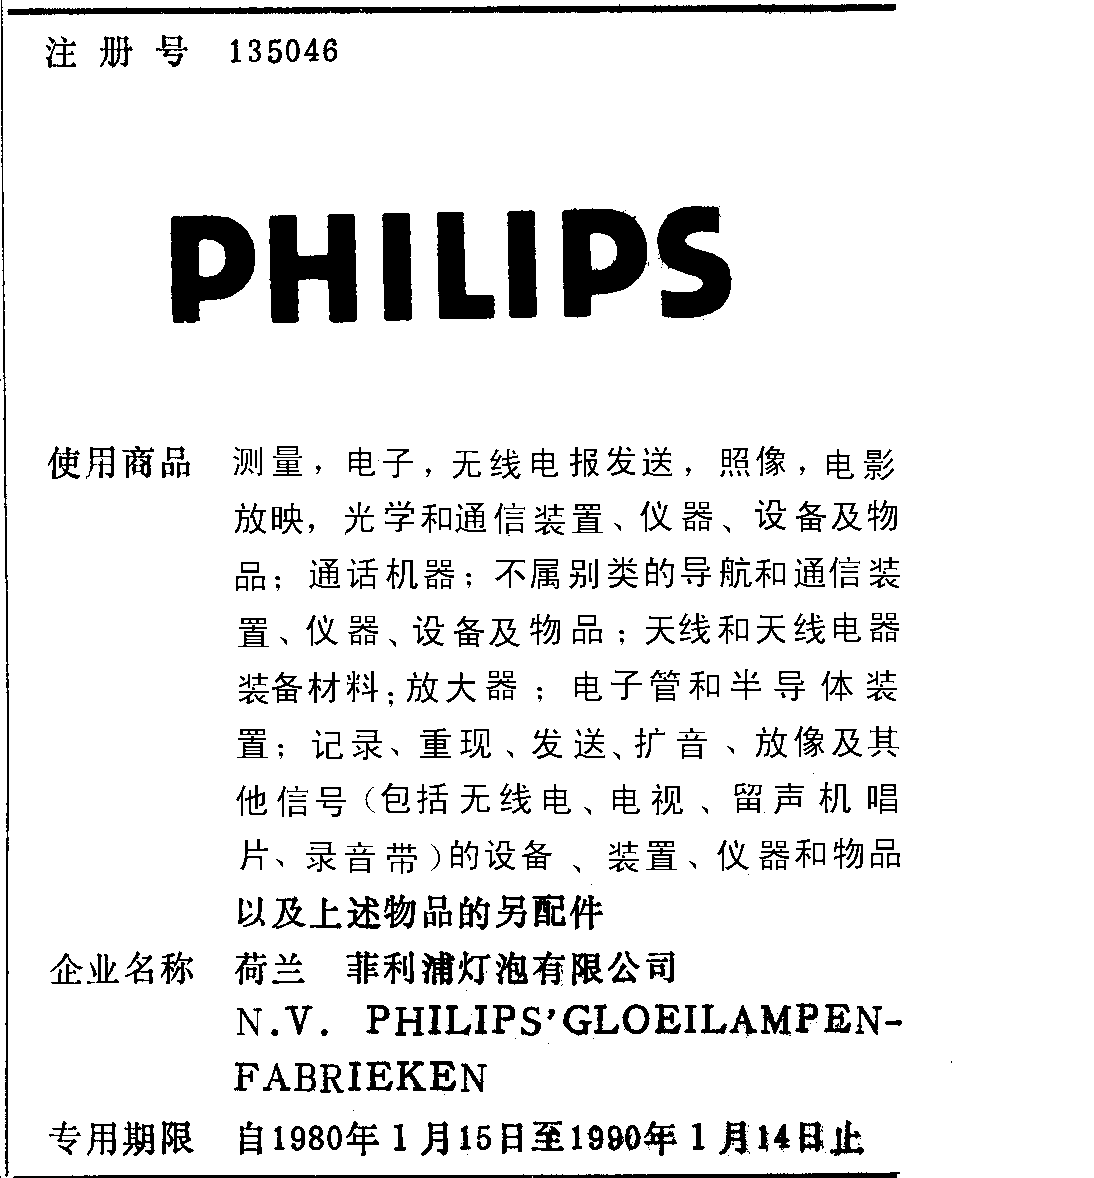 注册号 135046
PHILIPS
使用商品 测量，电子，无线电报发送，照像，电影
放映，光学和通信装置、仪器、设备及物
品；通话机器；不属别类的导航和通信装
置、仪器、设备及物品；天线和天线电器
装备材料；放大器；电子管和半导体装
置；记录、重现、发送、扩音、放像及其
他信号（包括无线电、电视、留声机唱
片、录音带）的设备、装置、仪器和物品
以及上述物品的另配件
企业名称 荷兰 菲利浦灯泡有限公司
N.V. PHILIPS'GLOEILAMPEN-
FABRIEKEN
专用期限 自1980年1月15日至1990年1月14日止